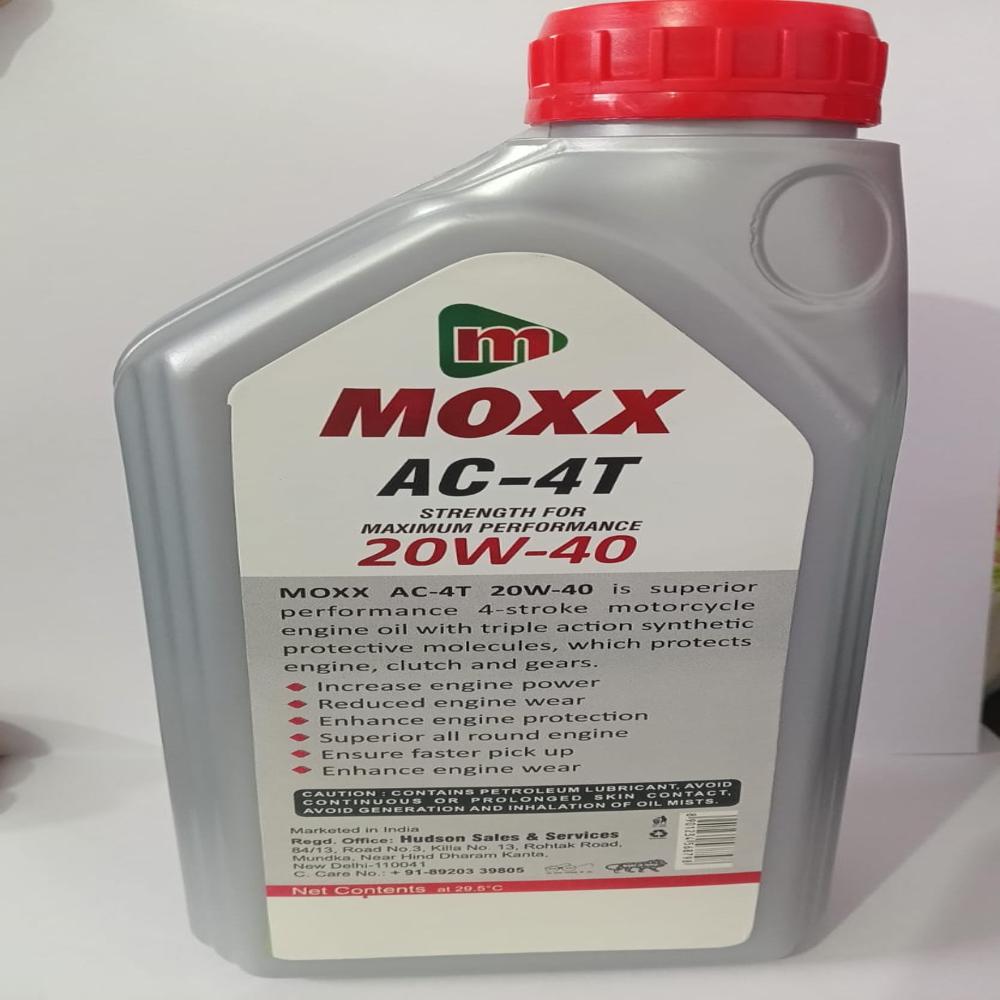 m
MOXX
AC-4T
STRENGTH FOR
MAXIMUM PERFORMANCE
20W-40
MOXX AC-4T 20W-40 is superior
performance 4-stroke motorcycle
engine oil with triple action synthetic
protective molecules, which protects
engine, clutch and gears.
Increase engine power
Reduced engine wear
Enhance engine protection
Superior all round engine
Ensure faster pick up
Enhance engine wear
CAUTION : CONTAINS PETROLEUM LUBRICANT, AVOID
CONTINUOUS OR PROLONGED SKIN CONTACT,
AVOID GENERATION AND INHALATION OF OIL MISTS.
Marketed in India
Regd. Office: Hudson Sales & Services
84/13, Road No.3, Killa No. 13, Rohtak Road,
Mundka, Near Hind Dharam Kanta,
New Delhi-110041
C. Care No.: + 91-89203 39805
Net Contents at 29.5°C